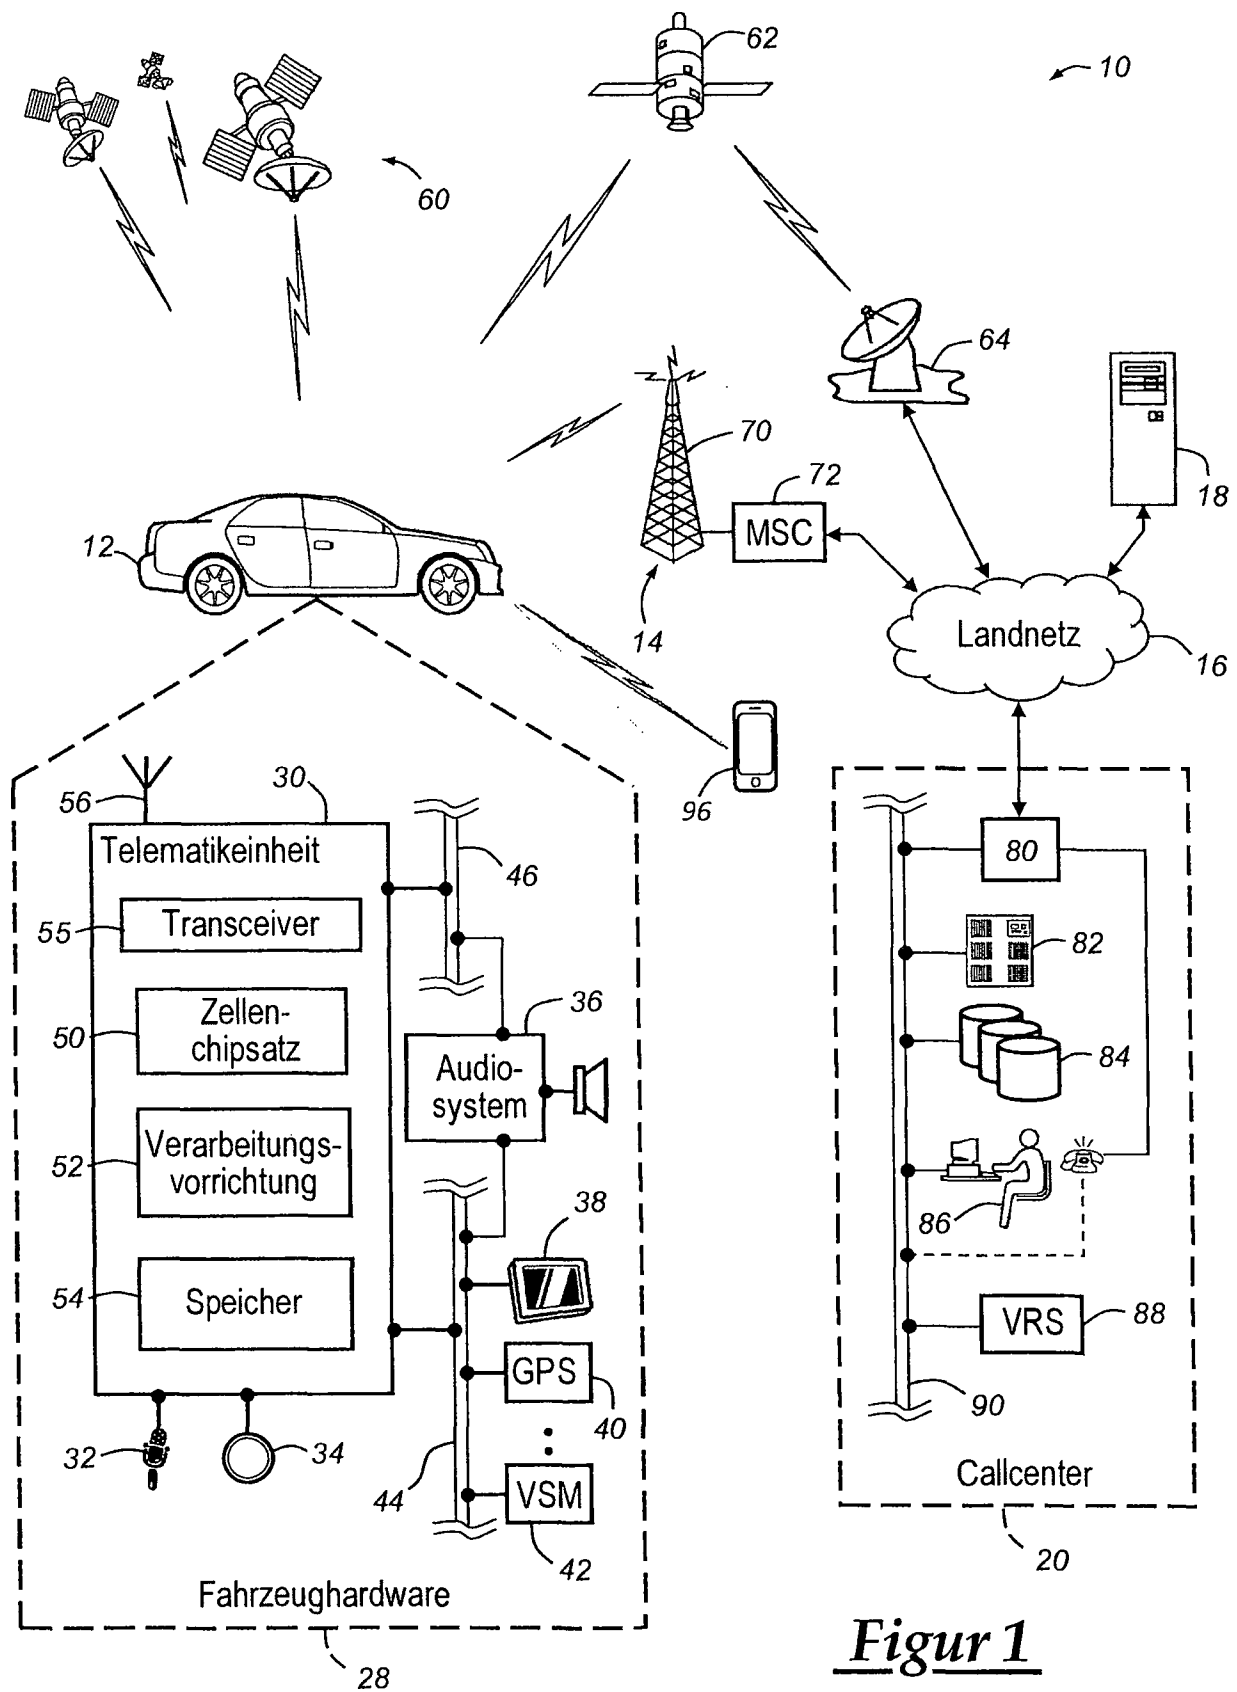 62
10
60
64
70
18
72
MSC
12
14
Landnetz
16
96
30
56
Telematikeinheit
46
80
55
Transceiver
82
36
50
Zellen-
chipsatz
Audio-
system
84
52
Verarbeitungs-
vorrichtung
38
86
54
Speicher
VRS
88
GPS
40
90
32
34
44
VSM
Callcenter
42
20
Fahrzeughardware
28
Figur 1